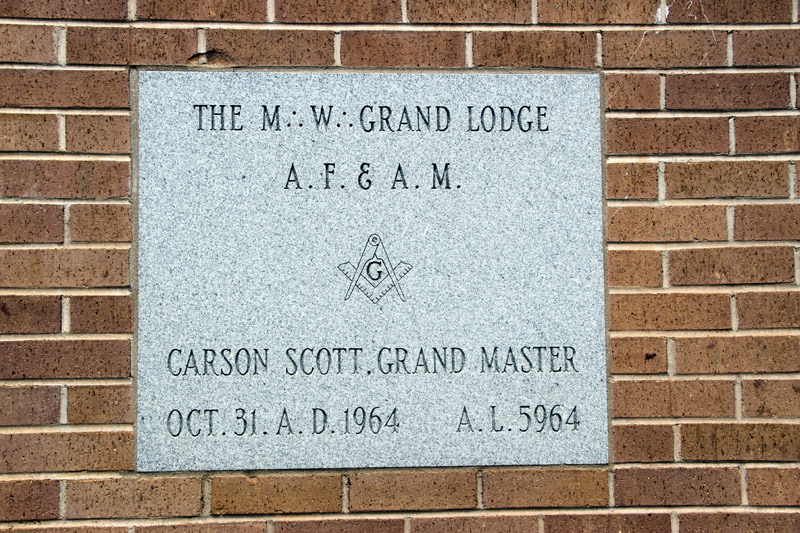 THE M∴W∴GRAND LODGE
A. F. & A. M.
G
CARSON SCOTT, GRAND MASTER
OCT. 31. A. D. 1964 A. L. 5964